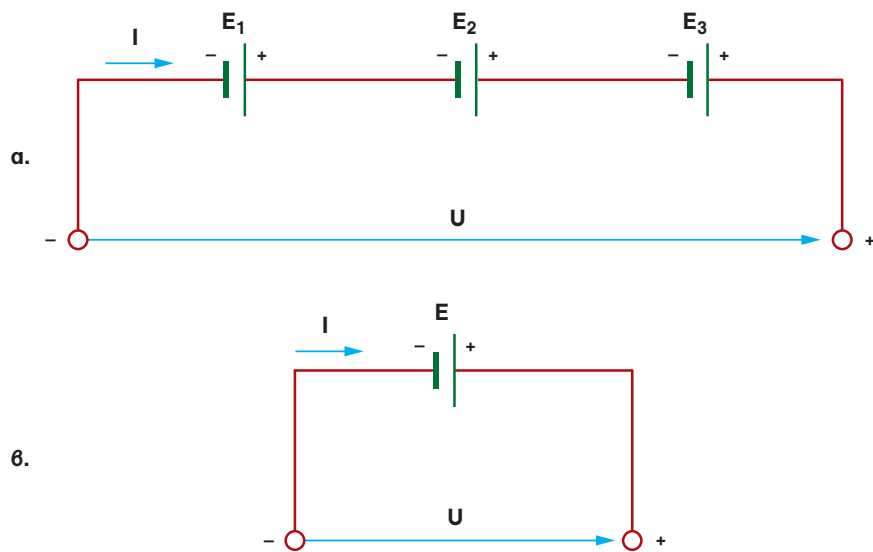 E₁ E₂ E₃
I
– + – + – +
α.
U
– +
E
I
– +
β.
U
– +